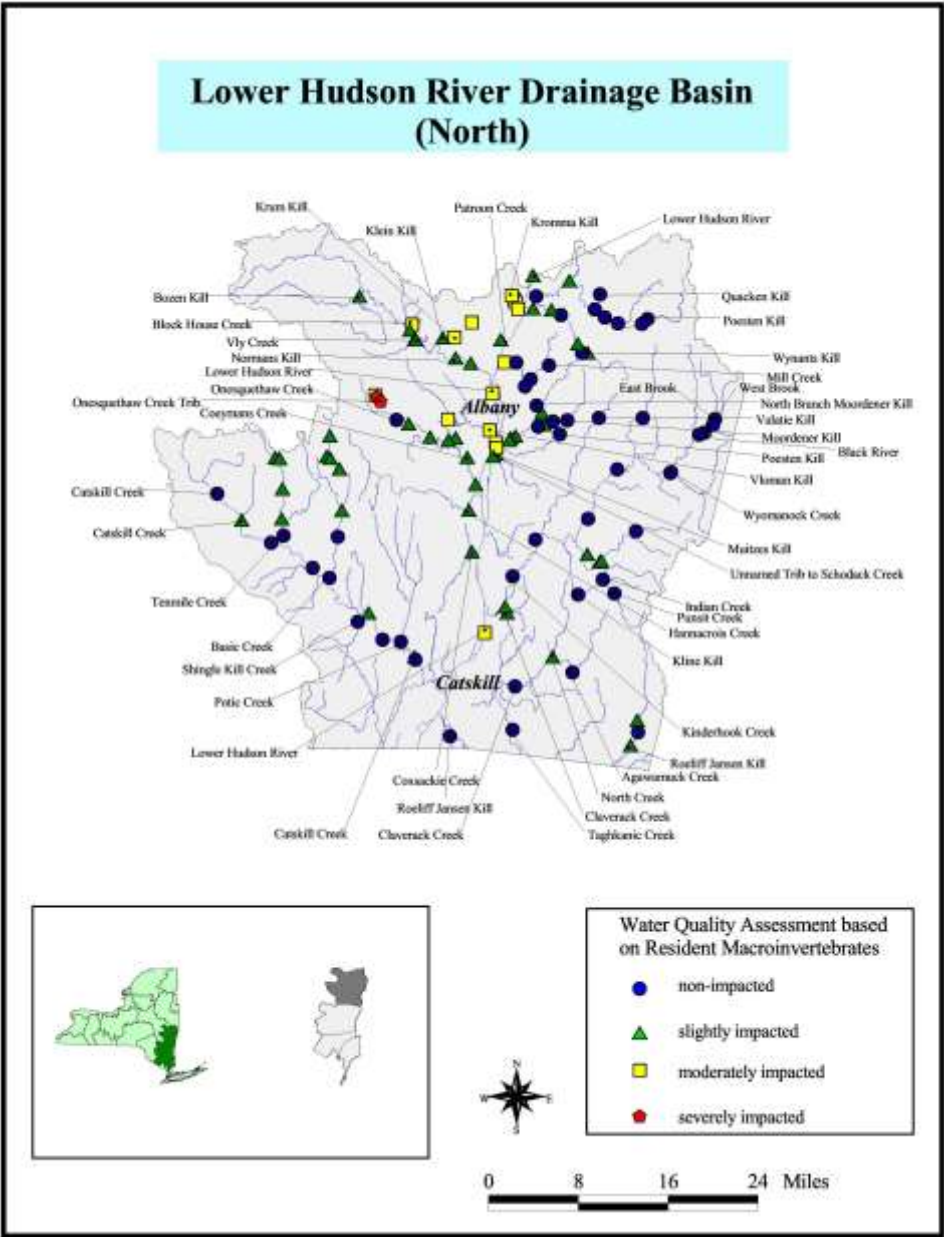 Lower Hudson River Drainage Basin
(North)
Krum Kill
Patroon Creek
Kromma Kill
Lower Hudson River
Klein Kill
Bozen Kill
Quacken Kill
Block House Creek
Poesten Kill
Vly Creek
Normans Kill
Wynants Kill
Lower Hudson River
Mill Creek
Onesquethaw Creek
East Brook
West Brook
Onesquethaw Creek Trib
North Branch Moordener Kill
Coeymans Creek
Albany
Valatie Kill
Moordener Kill
Black River
Poesten Kill
Vloman Kill
Catskill Creek
Wyomanock Creek
Catskill Creek
Muitzes Kill
Unnamed Trib to Schodack Creek
Tenmile Creek
Indian Creek
Punsit Creek
Hannacrois Creek
Basic Creek
Kline Kill
Shingle Kill Creek
Catskill
Potic Creek
Kinderhook Creek
Lower Hudson River
Roeliff Jansen Kill
Coxsackie Creek
Agawamuck Creek
North Creek
Roeliff Jansen Kill
Claverack Creek
Catskill Creek
Claverack Creek
Taghkanic Creek
Water Quality Assessment based
on Resident Macroinvertebrates
non-impacted
slightly impacted
moderately impacted
severely impacted
N
W E
S
0 8 16 24 Miles